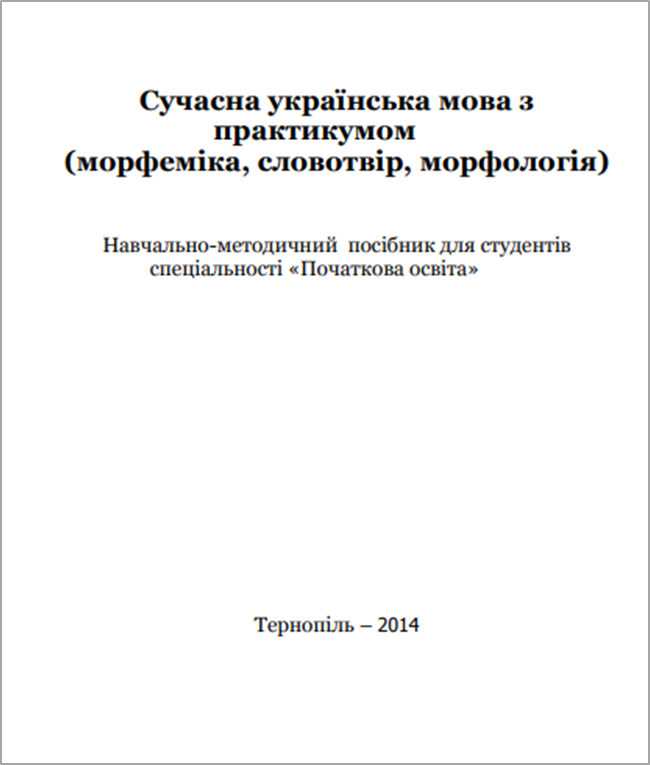 Сучасна українська мова з
практикумом
(морфеміка, словотвір, морфологія)
Навчально-методичний посібник для студентів
спеціальності «Початкова освіта»
Тернопіль – 2014